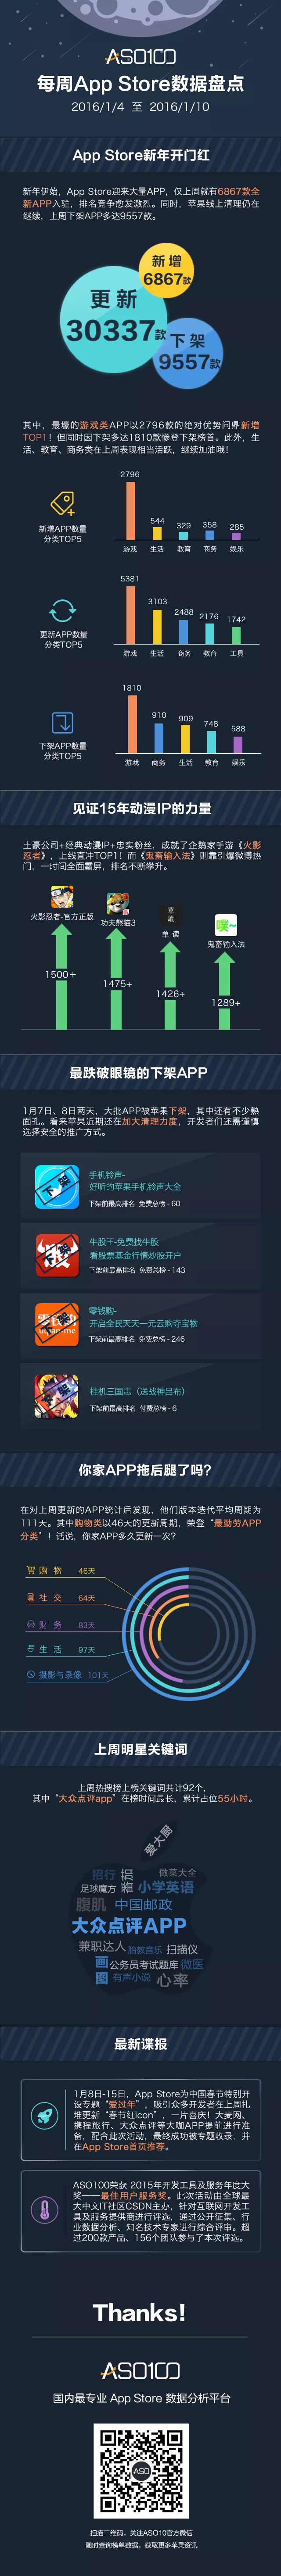 ASO100
每周App Store数据盘点
2016/1/4 至 2016/1/10
App Store新年开门红
新年伊始，App Store迎来大量APP，仅上周就有6867款全
新APP入驻，排名竞争愈发激烈。同时，苹果线上清理仍在
继续，上周下架APP多达9557款。
新增
6867款
更新
30337款
下架
9557款
其中，最壕的游戏类APP以2796款的绝对优势问鼎新增
TOP1！但同时因下架多达1810款惨登下架榜首。此外，生
活、教育、商务类在上周表现相当活跃，继续加油哦！
2796
544
329
358
285
新增APP数量
分类TOP5
游戏
生活
教育
商务
娱乐
5381
3103
2488
2176
1742
更新APP数量
分类TOP5
游戏
生活
商务
教育
工具
1810
910
909
748
588
下架APP数量
分类TOP5
游戏
商务
生活
教育
娱乐
见证15年动漫IP的力量
土豪公司+经典动漫IP+忠实粉丝，成就了企鹅家手游《火影
忍者》，上线直冲TOP1！而《鬼畜输入法》则靠引爆微博热
门，一时间全面霸屏，排名不断攀升。
火影忍者-官方正版
功夫熊猫3
单读
单 读
噗~
鬼畜输入法
1500+
1475+
1426+
1289+
最跌破眼镜的下架APP
1月7日、8日两天，大批APP被苹果下架，其中还有不少熟
面孔。看来苹果近期还在加大清理力度，开发者们还需谨慎
选择安全的推广方式。
下架
手机铃声-
好听的苹果手机铃声大全
下架前最高排名 免费总榜 - 60
下架
牛股王-免费找牛股
看股票基金行情炒股开户
下架前最高排名 免费总榜 - 143
下架
零钱购-
开启全民天天一元云购夺宝物
下架前最高排名 免费总榜 - 246
下架
挂机三国志（送战神吕布）
下架前最高排名 付费总榜 - 6
你家APP拖后腿了吗?
在对上周更新的APP统计后发现，他们版本迭代平均周期为
111天。其中购物类以46天的更新周期，荣登“最勤劳APP
分类”！话说，你家APP多久更新一次?
购 物 46天
社 交 64天
财 务 83天
生 活 97天
摄影与录像 101天
上周明星关键词
上周热搜榜上榜关键词共计92个，
其中“大众点评app”在榜时间最长，累计占位55小时。
爱大厨
招行
番茄
做菜大全
足球魔方
小学英语
腹肌
中国邮政
大众点评APP
兼职达人
胎教音乐
扫描仪
画图
公务员考试题库
微医
有声小说
心率
最新谍报
1月8日-15日，App Store为中国春节特别开
设专题“爱过年”，吸引众多开发者在上周扎
堆更新“春节红icon”，一片喜庆！大麦网、
携程旅行、大众点评等大咖APP提前进行准
备，配合此次活动，最终成功被专题收录，并
在App Store首页推荐。
ASO100荣获 2015年开发工具及服务年度大
奖——最佳用户服务奖。此次活动由全球最
大中文IT社区CSDN主办，针对互联网开发工
具及服务提供商进行评选，通过公开征集、行
业数据分析、知名技术专家进行综合评审。超
过200款产品、156个团队参与了本次评选。
Thanks!
ASO100
国内最专业 App Store 数据分析平台
ASO
扫描二维码，关注ASO10官方微信
随时查询榜单数据，获取更多苹果资讯